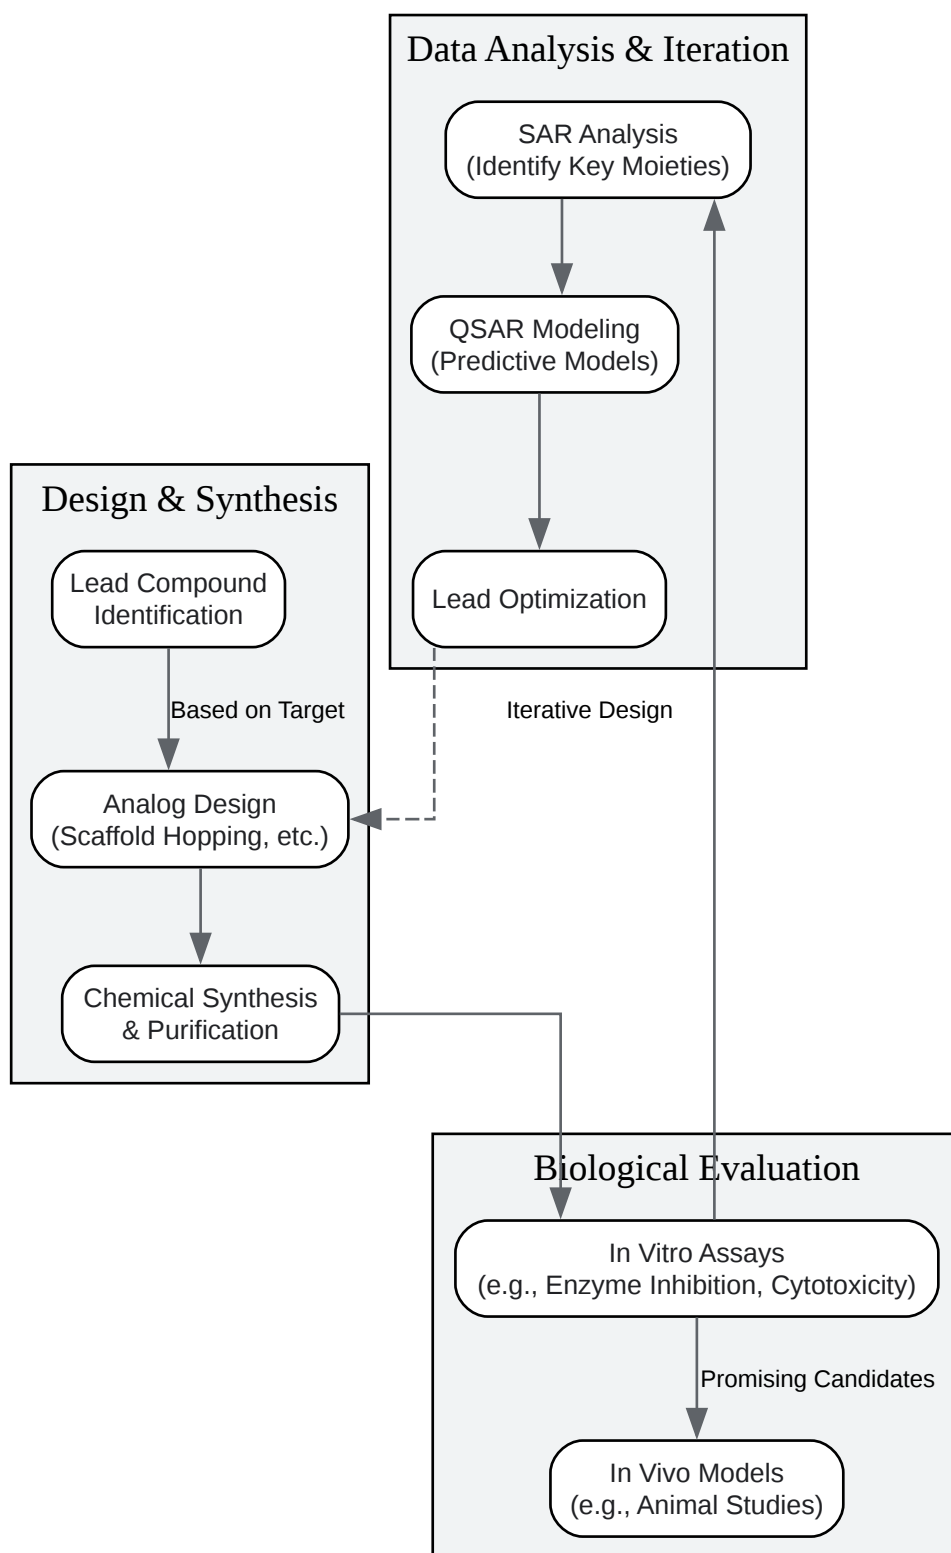 Data Analysis & Iteration
SAR Analysis
(Identify Key Moieties)
QSAR Modeling
(Predictive Models)
Lead Optimization
Design & Synthesis
Lead Compound
Identification
Based on Target
Iterative Design
Analog Design
(Scaffold Hopping, etc.)
Chemical Synthesis
& Purification
Biological Evaluation
In Vitro Assays
(e.g., Enzyme Inhibition, Cytotoxicity)
Promising Candidates
In Vivo Models
(e.g., Animal Studies)